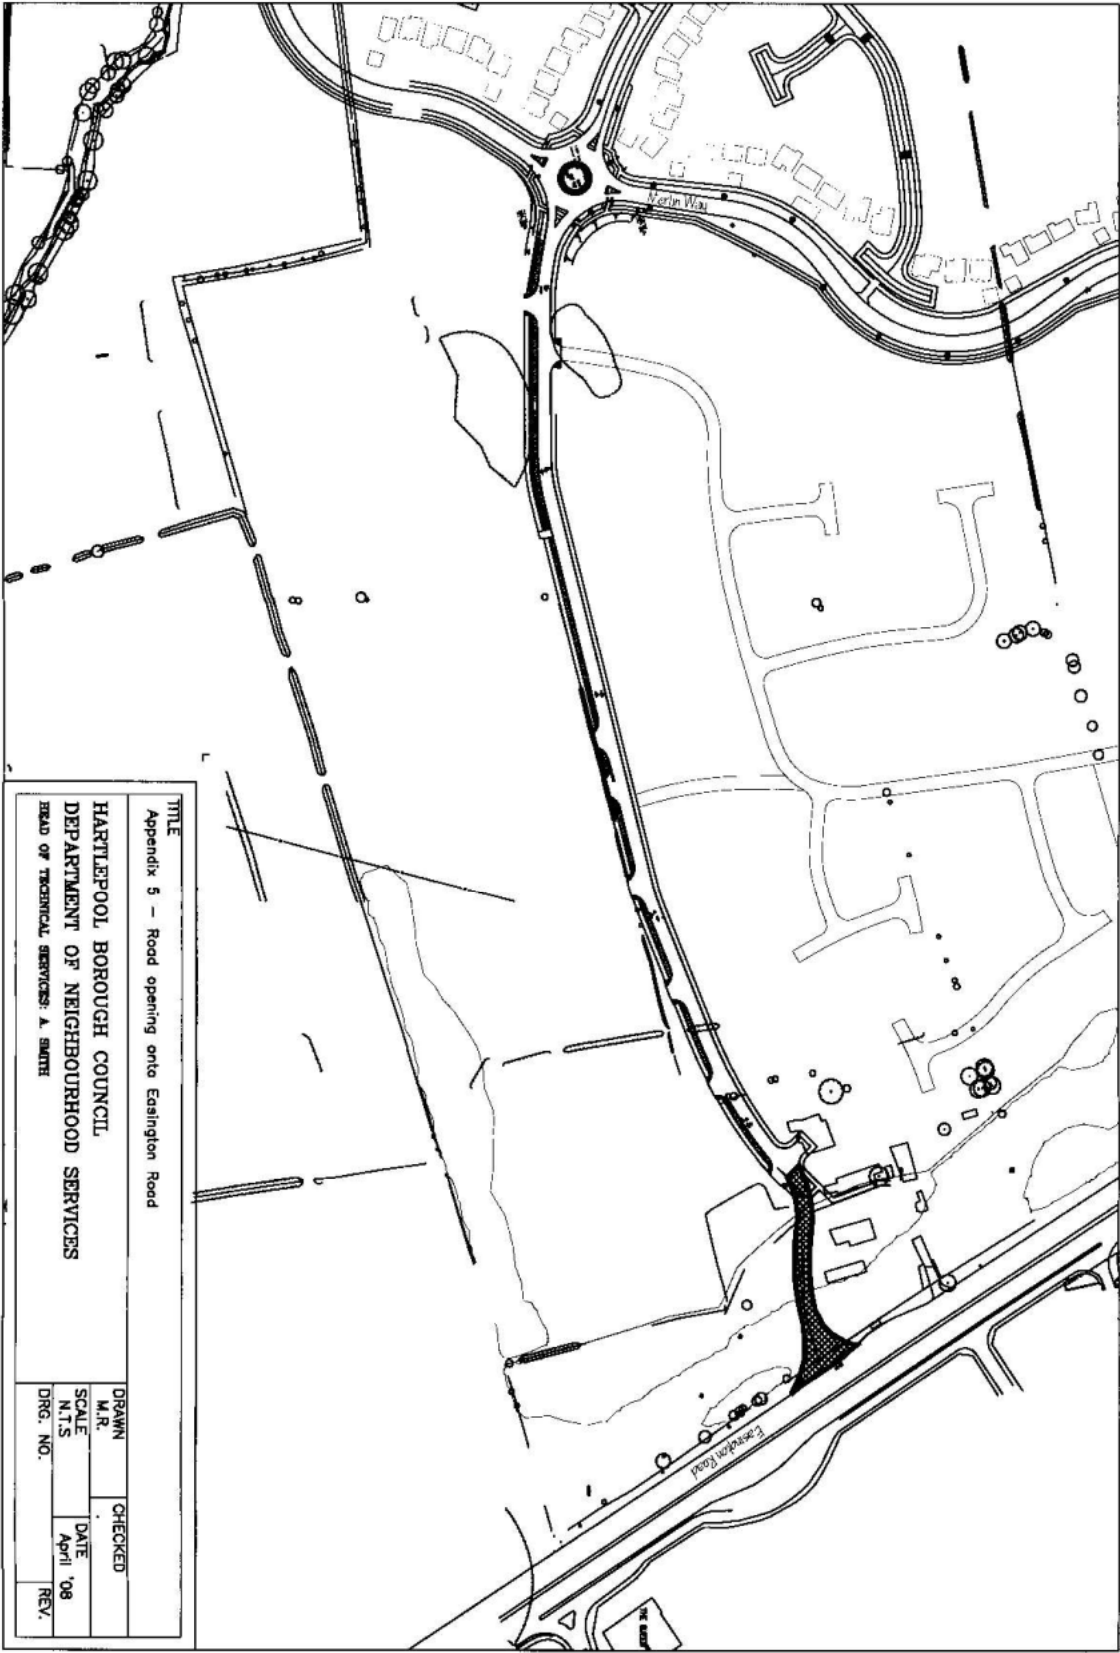 Merlin Way
Easington Road
TITLE
Appendix 5 - Road opening onto Easington Road
HARTLEPOOL BOROUGH COUNCIL
DEPARTMENT OF NEIGHBOURHOOD SERVICES
HEAD OF TECHNICAL SERVICES: A. SMITH
DRAWN
M.R.
CHECKED
SCALE
N.T.S
DATE
April '08
DRG. NO.
REV.